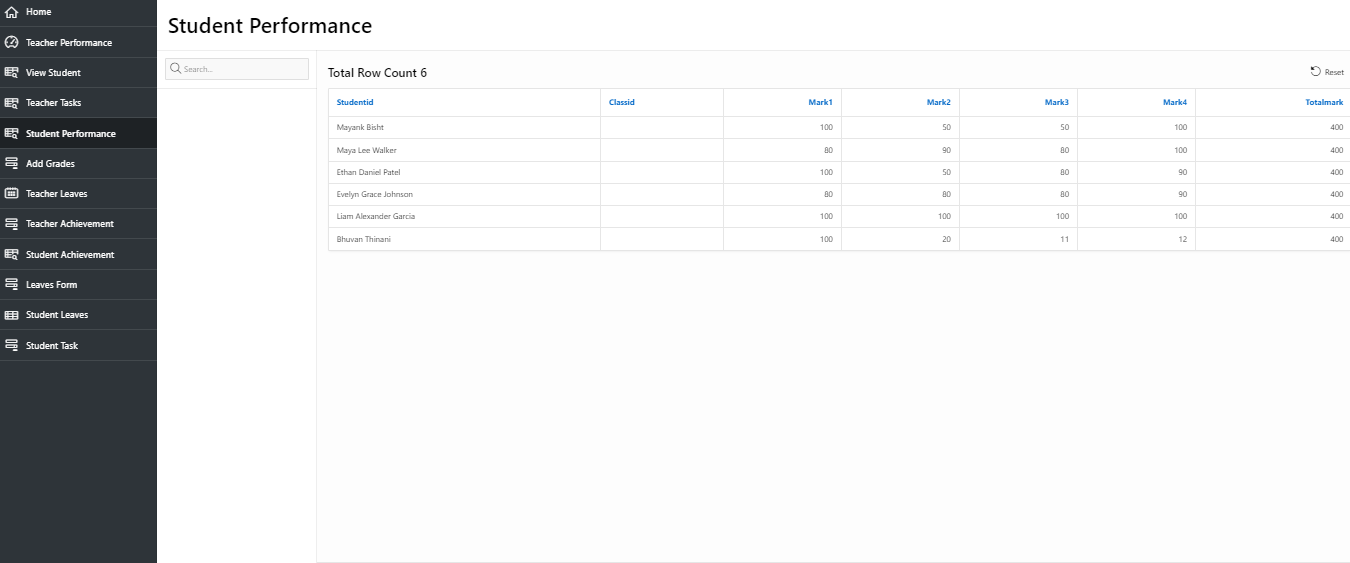 Home
Teacher Performance
View Student
Teacher Tasks
Student Performance
Add Grades
Teacher Leaves
Teacher Achievement
Student Achievement
Leaves Form
Student Leaves
Student Task
Student Performance
Search...
Total Row Count 6
Reset
Studentid Classid Mark1 Mark2 Mark3 Mark4 Totalmark
Mayank Bisht 100 50 50 100 400
Maya Lee Walker 80 90 80 100 400
Ethan Daniel Patel 100 50 80 90 400
Evelyn Grace Johnson 80 80 80 90 400
Liam Alexander Garcia 100 100 100 100 400
Bhuvan Thinani 100 20 11 12 400